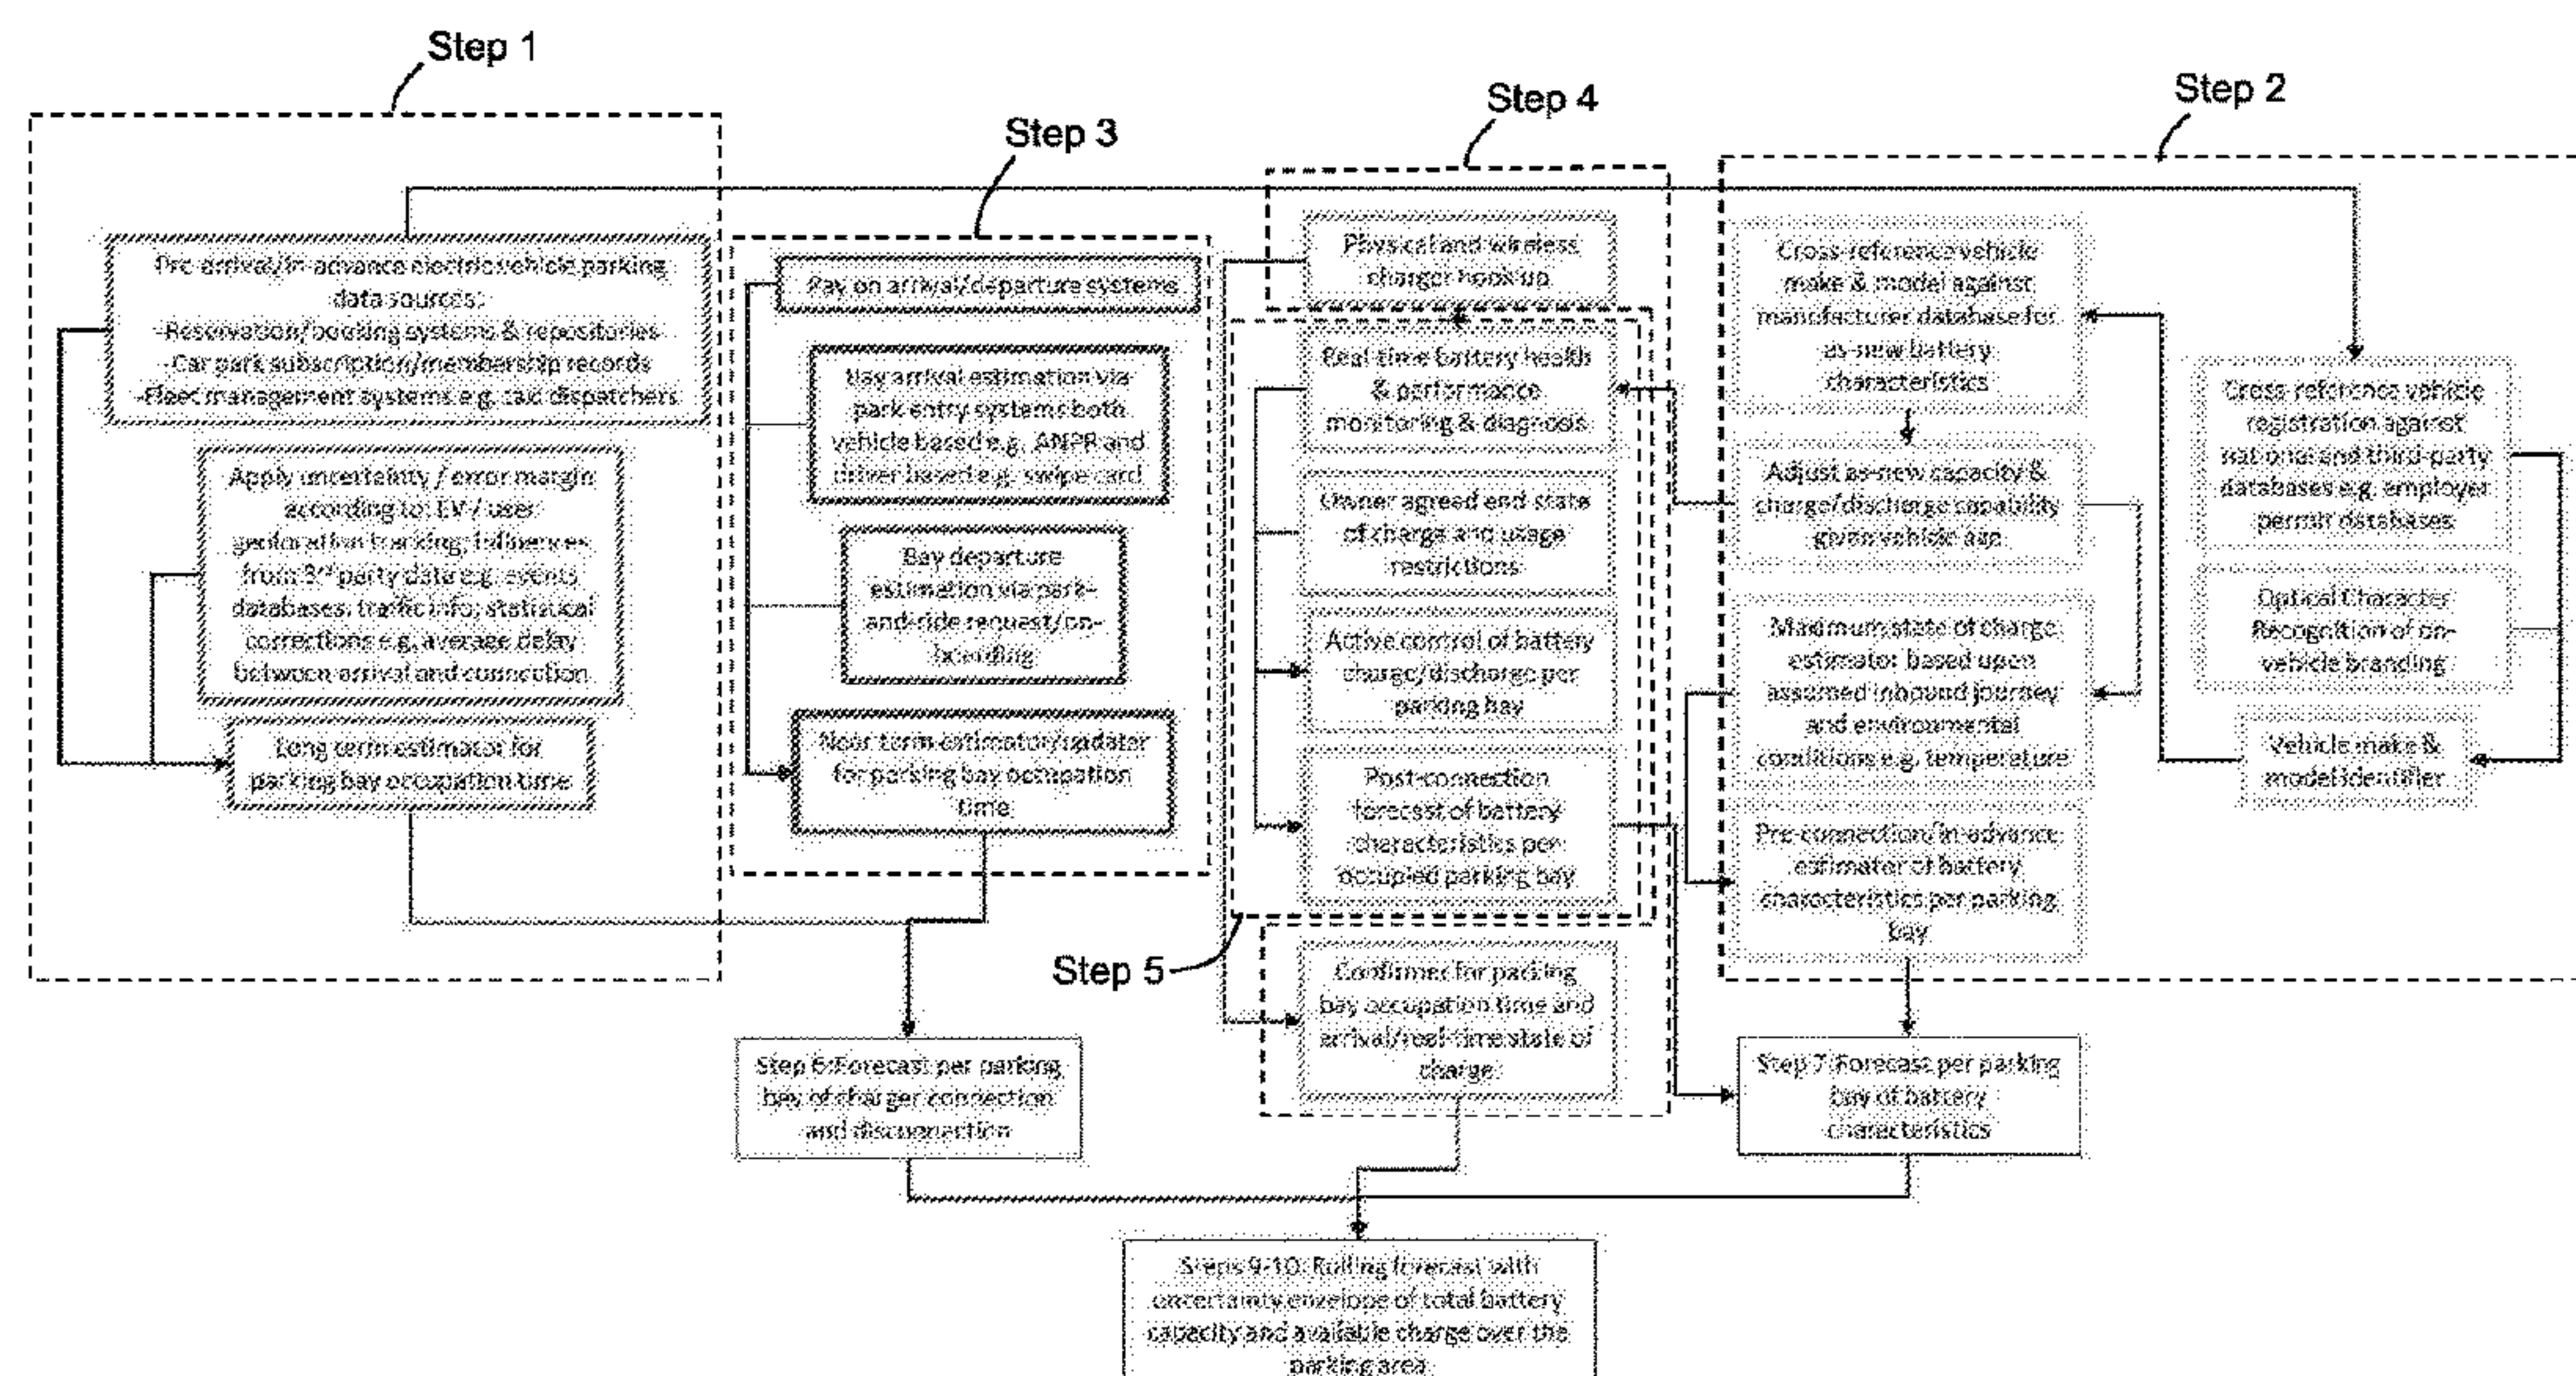 Step 1
Pre-arrival/in-advance electric vehicle parking
data sources:
-Reservation/booking systems & repositories
-Car park subscription/membership records
-Fleet management systems e.g. taxi dispatchers
Apply uncertainty / error margin
according to: EV / user
geolocation tracking; Influences
from 3rd party data e.g. events
databases, traffic info; statistical
corrections e.g. average delay
between arrival and connection
Long term estimator for
parking bay occupation time
Step 3
Pay on arrival/departure systems
Bay arrival estimation via
park entry systems both
vehicle based e.g. ANPR and
driver based e.g. swipe card
Bay departure
estimation via park-
and-ride request/on-
boarding
Near term estimator/updater
for parking bay occupation
time
Step 4
Physical and wireless
charger hook up
Real-time battery health
& performance
monitoring & diagnosis
Owner agreed end state
of charge and usage
restrictions
Active control of battery
charge/discharge per
parking bay
Post-connection
forecast of battery
characteristics per
occupied parking bay
Step 5
Confirmer for parking
bay occupation time and
arrival/real-time state of
charge
Step 2
Cross-reference vehicle
make & model against
manufacturer database for
as-new battery
characteristics
Adjust as-new capacity &
charge/discharge capability
given vehicle age
Maximum state of charge
estimator based upon
assumed inbound journey
and environmental
conditions e.g. temperature
Pre-connection/in-advance
estimater of battery
characteristics per parking
bay
Cross-reference vehicle
registration against
national and third-party
databases e.g. employer
permit databases
Optical Character
Recognition of on-
vehicle branding
Vehicle make &
model identifier
Step 6:Forecast per parking
bay of charger connection
and disconnection
Step 7:Forecast per parking
bay of battery
characteristics
Steps 9-10: Rolling forecast with
uncertainty envelope of total battery
capacity and available charge over the
parking area